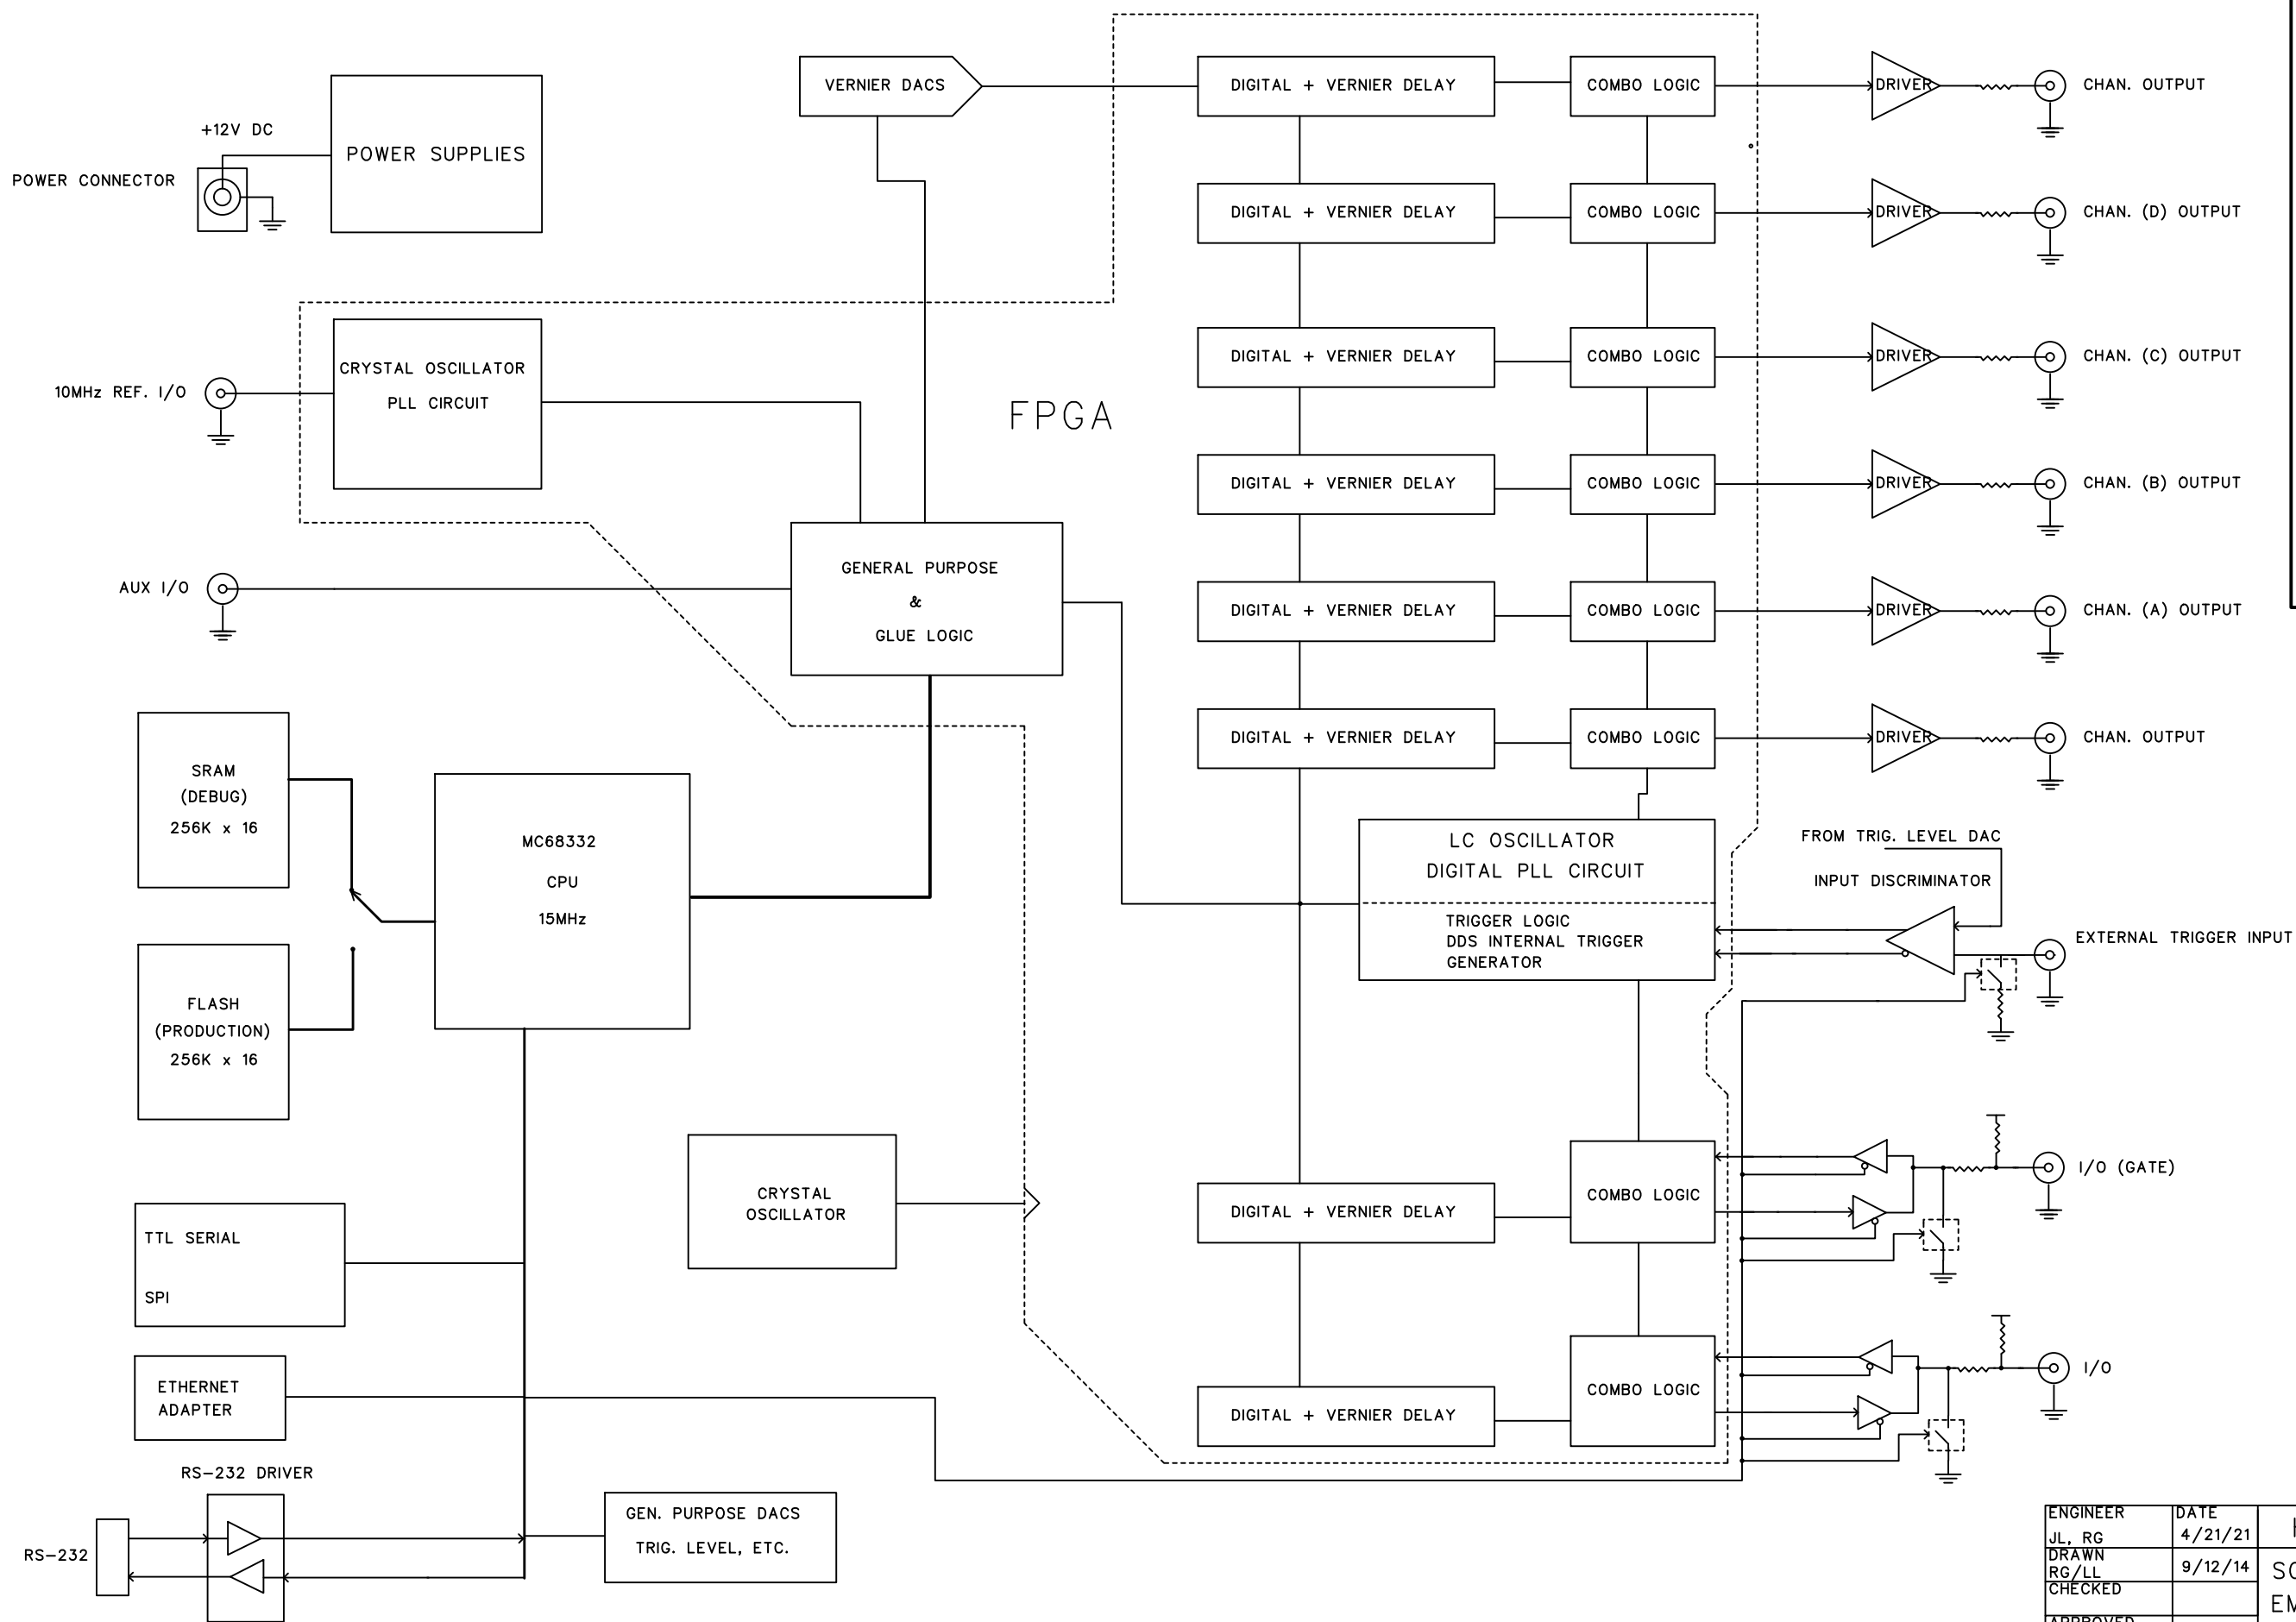 +12V DC
POWER CONNECTOR
POWER SUPPLIES
VERNIER DACS
DIGITAL + VERNIER DELAY
COMBO LOGIC
DRIVER
CHAN. OUTPUT
DIGITAL + VERNIER DELAY
COMBO LOGIC
DRIVER
CHAN. (D) OUTPUT
10MHz REF. I/O
CRYSTAL OSCILLATOR
PLL CIRCUIT
FPGA
DIGITAL + VERNIER DELAY
COMBO LOGIC
DRIVER
CHAN. (C) OUTPUT
DIGITAL + VERNIER DELAY
COMBO LOGIC
DRIVER
CHAN. (B) OUTPUT
AUX I/O
GENERAL PURPOSE
&
GLUE LOGIC
DIGITAL + VERNIER DELAY
COMBO LOGIC
DRIVER
CHAN. (A) OUTPUT
DIGITAL + VERNIER DELAY
COMBO LOGIC
DRIVER
CHAN. OUTPUT
SRAM
(DEBUG)
256K x 16
MC68332
CPU
15MHz
LC OSCILLATOR
DIGITAL PLL CIRCUIT
TRIGGER LOGIC
DDS INTERNAL TRIGGER
GENERATOR
FROM TRIG. LEVEL DAC
INPUT DISCRIMINATOR
EXTERNAL TRIGGER INPUT
FLASH
(PRODUCTION)
256K x 16
CRYSTAL
OSCILLATOR
DIGITAL + VERNIER DELAY
COMBO LOGIC
I/O (GATE)
TTL SERIAL
SPI
ETHERNET
ADAPTER
DIGITAL + VERNIER DELAY
COMBO LOGIC
I/O
RS-232 DRIVER
RS-232
GEN. PURPOSE DACS
TRIG. LEVEL, ETC.
ENGINEER
DATE
JL, RG
4/21/21
DRAWN
RG/LL
9/12/14
CHECKED